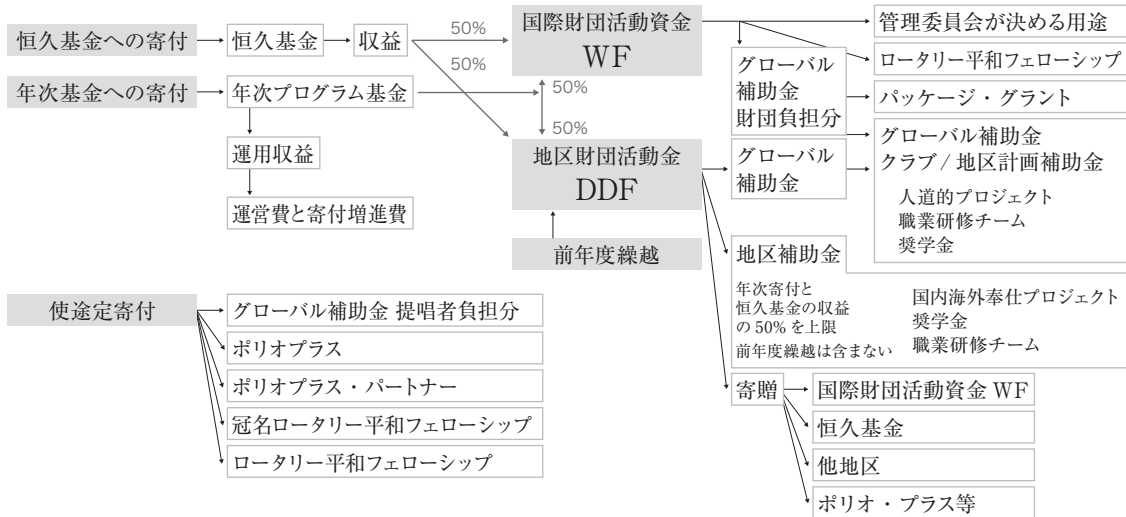 恒久基金への寄付
恒久基金
収益
50%
50%
国際財団活動資金
WF
管理委員会が決める用途
ロータリー平和フェローシップ
パッケージ・グラント
グローバル
補助金
財団負担分
年次基金への寄付
年次プログラム基金
50%
50%
運用収益
運営費と寄付増進費
地区財団活動金
DDF
グローバル
補助金
グローバル補助金
クラブ / 地区計画補助金
人道的プロジェクト
職業研修チーム
奨学金
前年度繰越
地区補助金
年次寄付と
恒久基金の収益
の 50% を上限
前年度繰越は含まない
国内海外奉仕プロジェクト
奨学金
職業研修チーム
使途定寄付
グローバル補助金 提唱者負担分
ポリオプラス
ポリオプラス・パートナー
冠名ロータリー平和フェローシップ
ロータリー平和フェローシップ
寄贈
国際財団活動資金 WF
恒久基金
他地区
ポリオ・プラス等